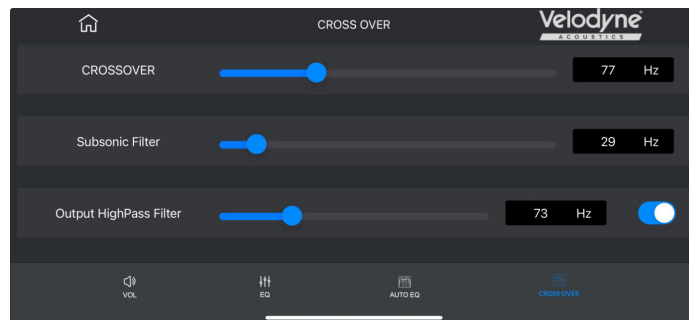 CROSS OVER
Velodyne
ACOUSTICS
CROSSOVER 77 Hz
Subsonic Filter 29 Hz
Output HighPass Filter 73 Hz
VOL EQ AUTO EQ CROSS OVER